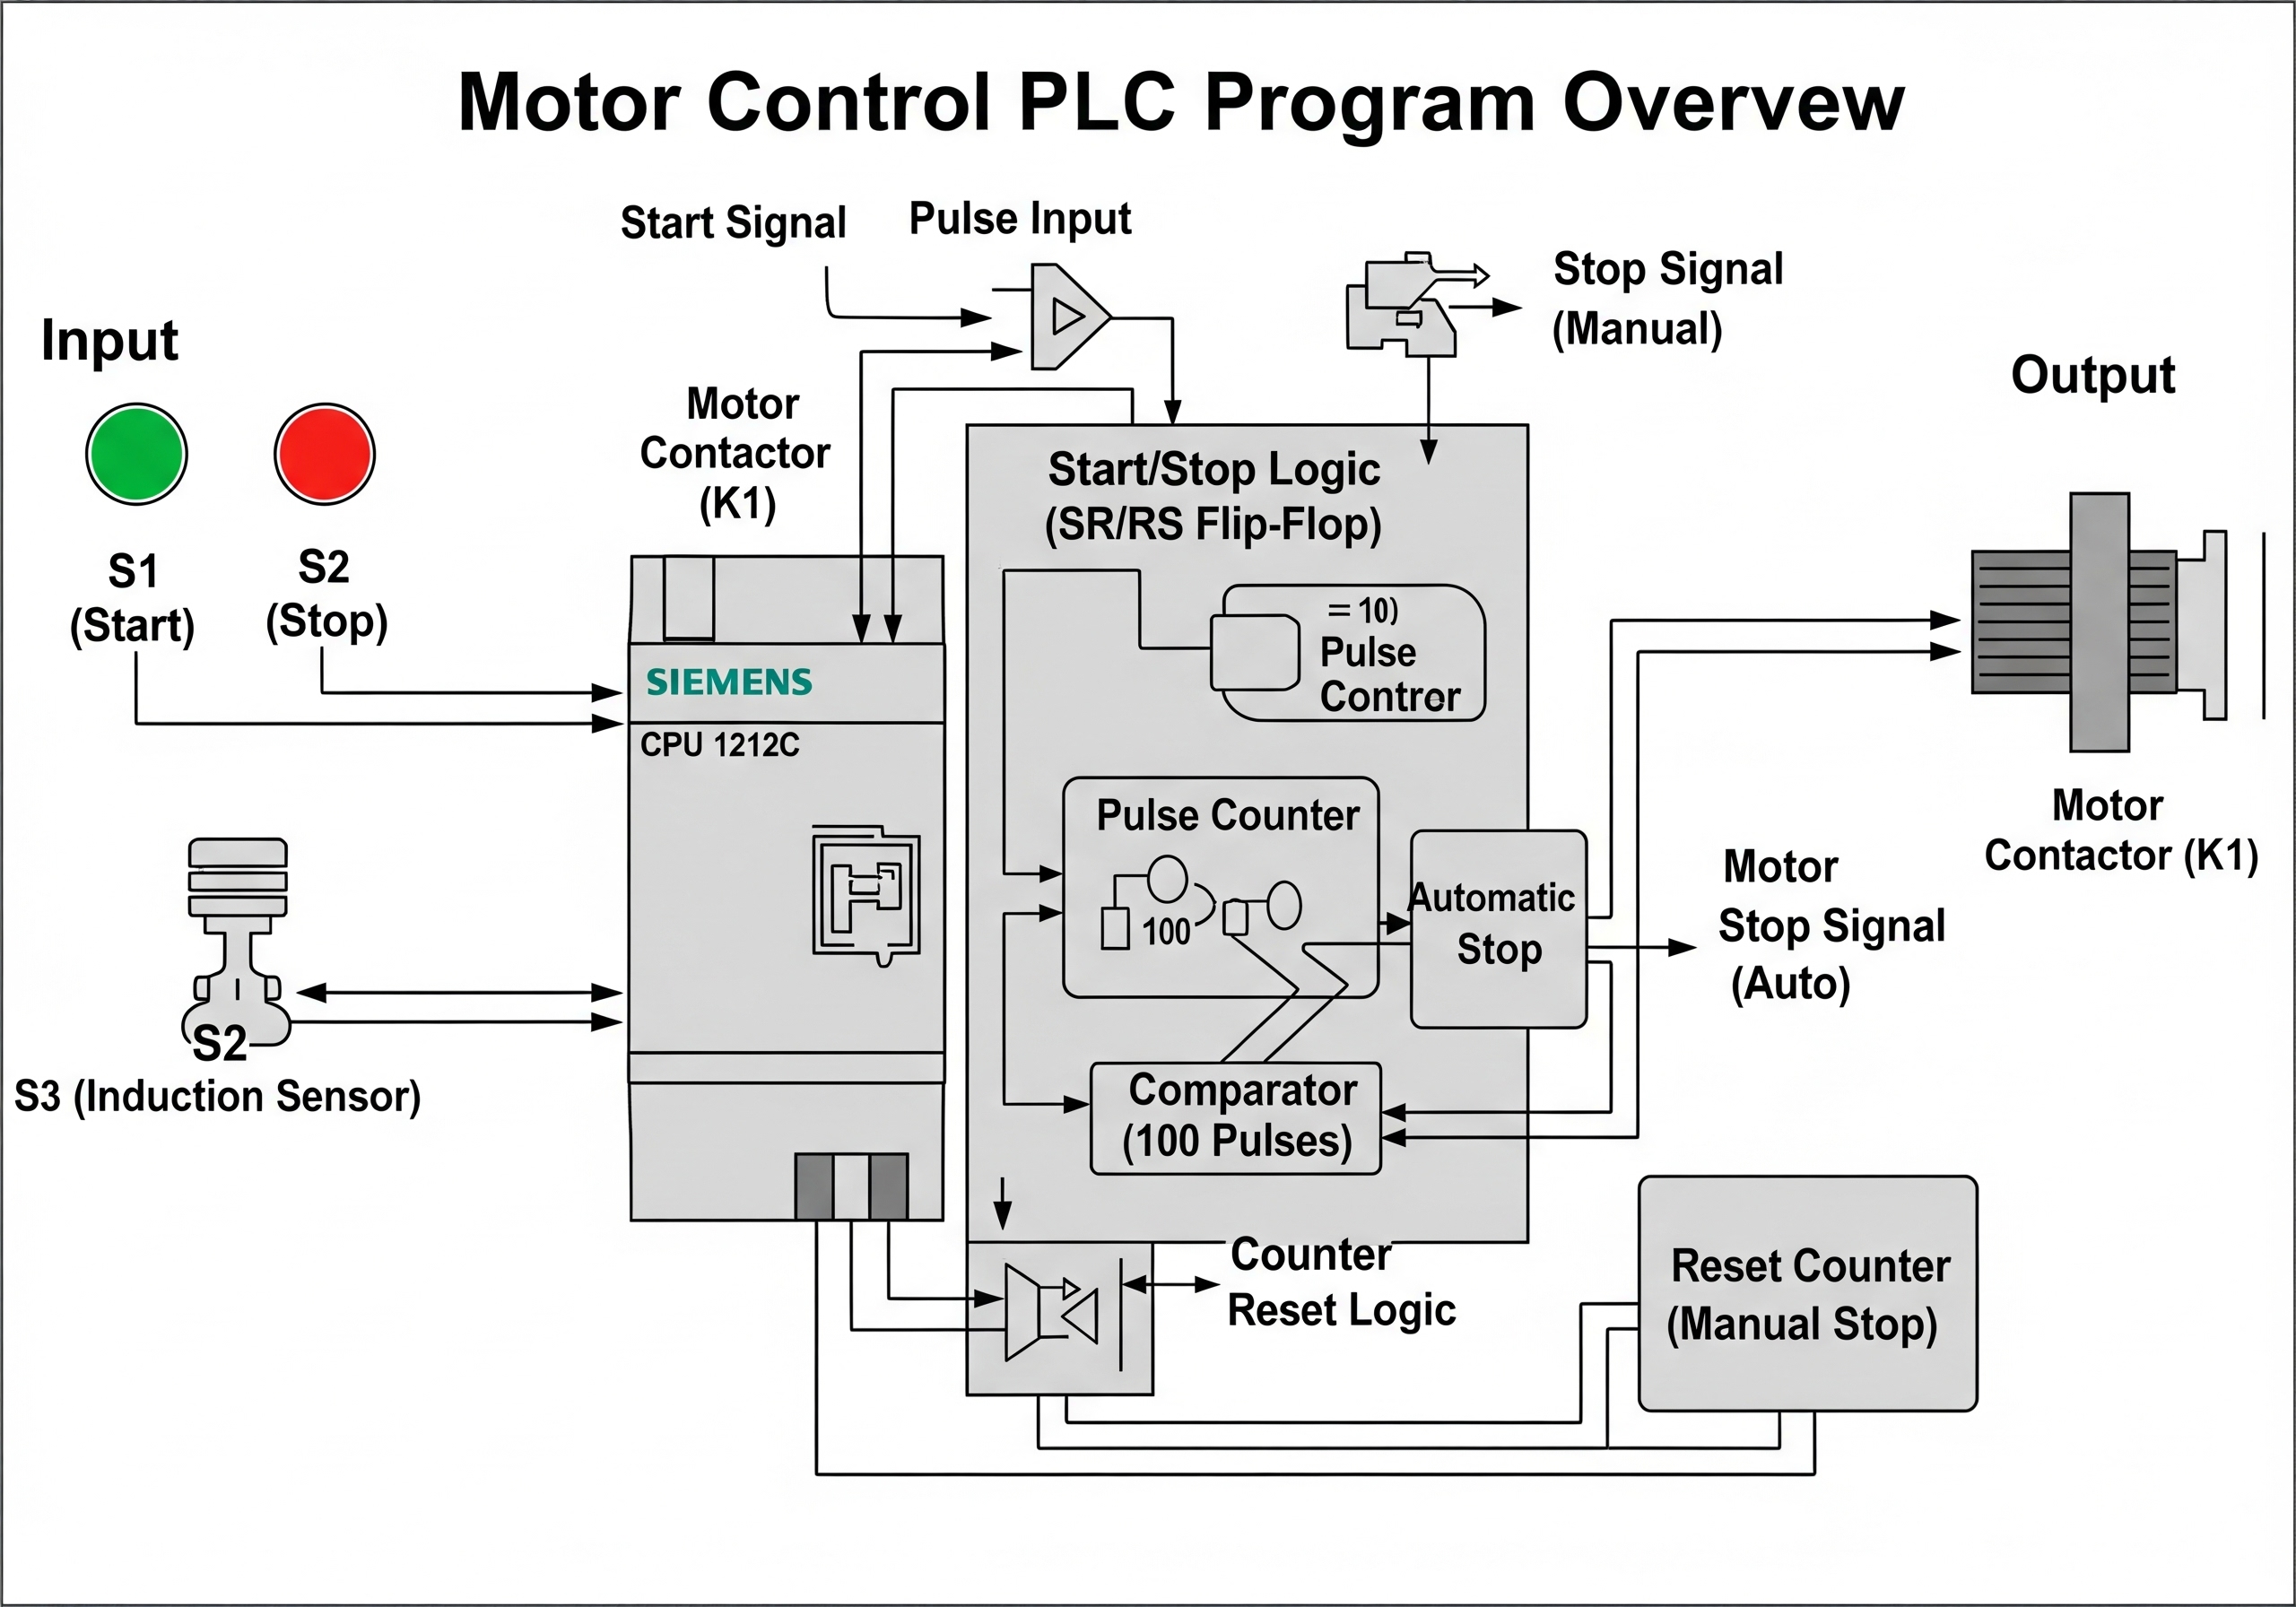 Motor Control PLC Program Overvew
Start Signal
Pulse Input
Stop Signal
(Manual)
Input
Output
Motor
Contactor
(K1)
S1
(Start)
S2
(Stop)
Start/Stop Logic
(SR/RS Flip-Flop)
= 10)
Pulse
Contror
SIEMENS
CPU 1212C
Pulse Counter
100
Automatic
Stop
Motor
Stop Signal
(Auto)
Motor
Contactor (K1)
S2
S3 (Induction Sensor)
Comparator
(100 Pulses)
Counter
Reset Logic
Reset Counter
(Manual Stop)